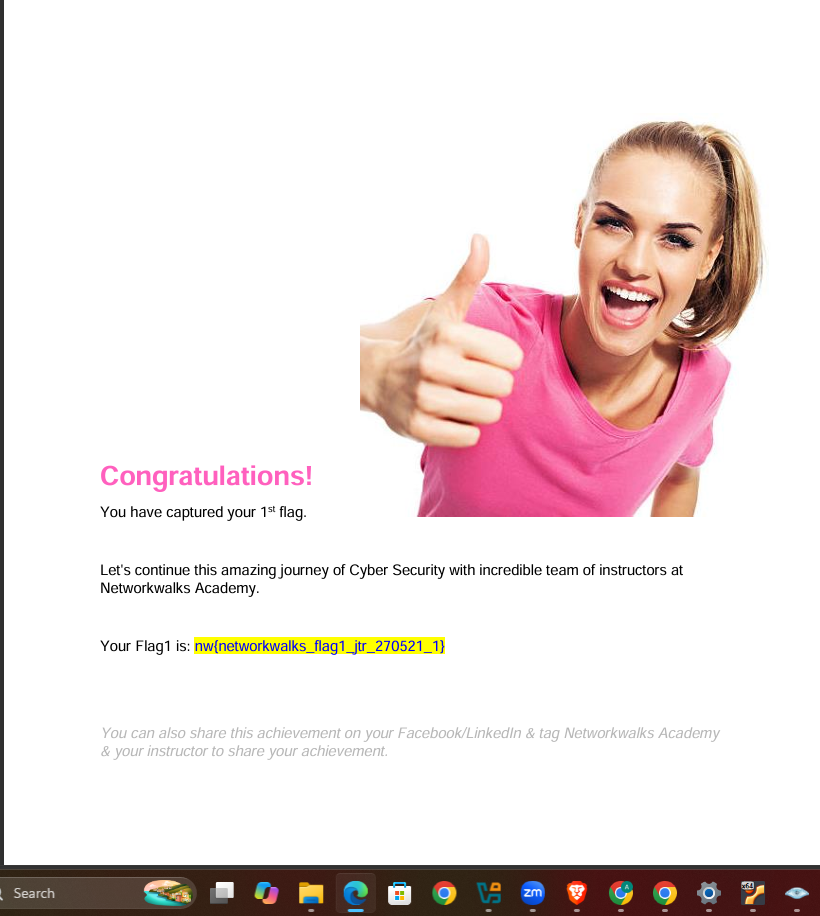 Congratulations!
You have captured your 1st flag.
Let's continue this amazing journey of Cyber Security with incredible team of instructors at
Networkwalks Academy.
Your Flag1 is: nw{networkwalks_flag1_jtr_270521_1}
You can also share this achievement on your Facebook/LinkedIn & tag Networkwalks Academy
& your instructor to share your achievement.
Search
zm
A
x64